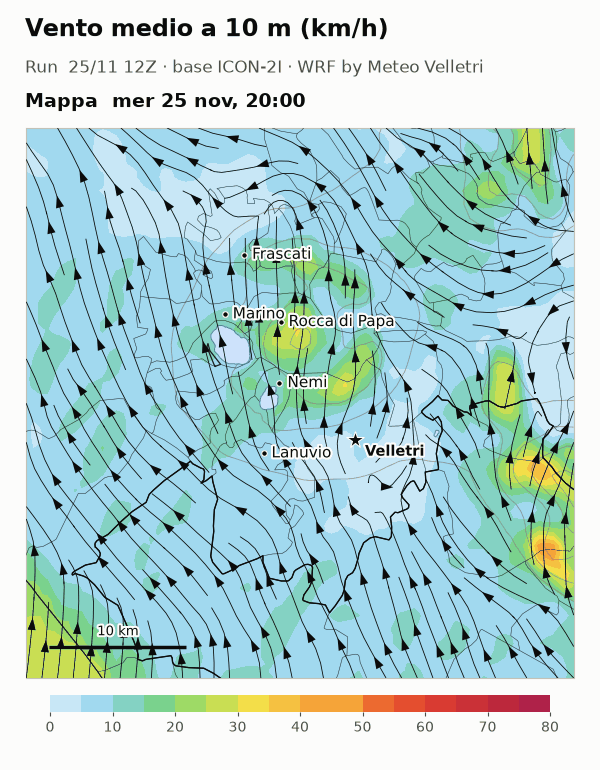 Vento medio a 10 m (km/h)
Run  25/11 12Z · base ICON-2I · WRF by Meteo Velletri
Mappa  mer 25 nov, 20:00
Frascati
Marino
Rocca di Papa
Nemi
Lanuvio
Velletri
10 km
0 10 20 30 40 50 60 70 80